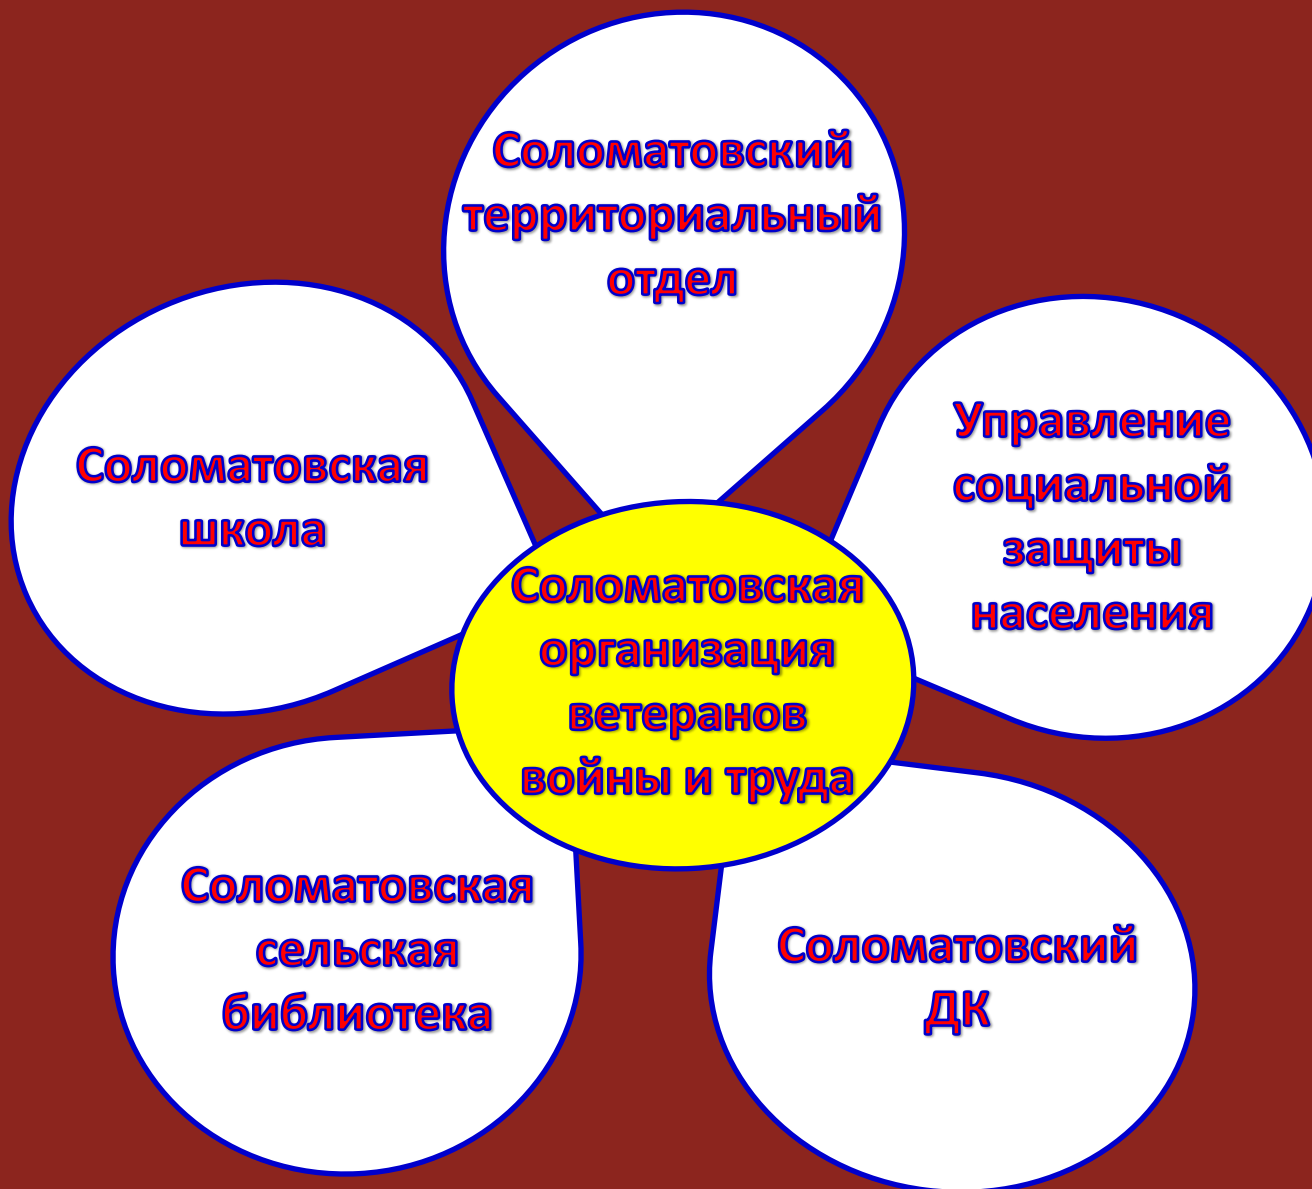 Соломатовский
территориальный
отдел
Соломатовская
школа
Управление
социальной
защиты
населения
Соломатовская
организация
ветеранов
войны и труда
Соломатовская
сельская
библиотека
Соломатовский
ДК